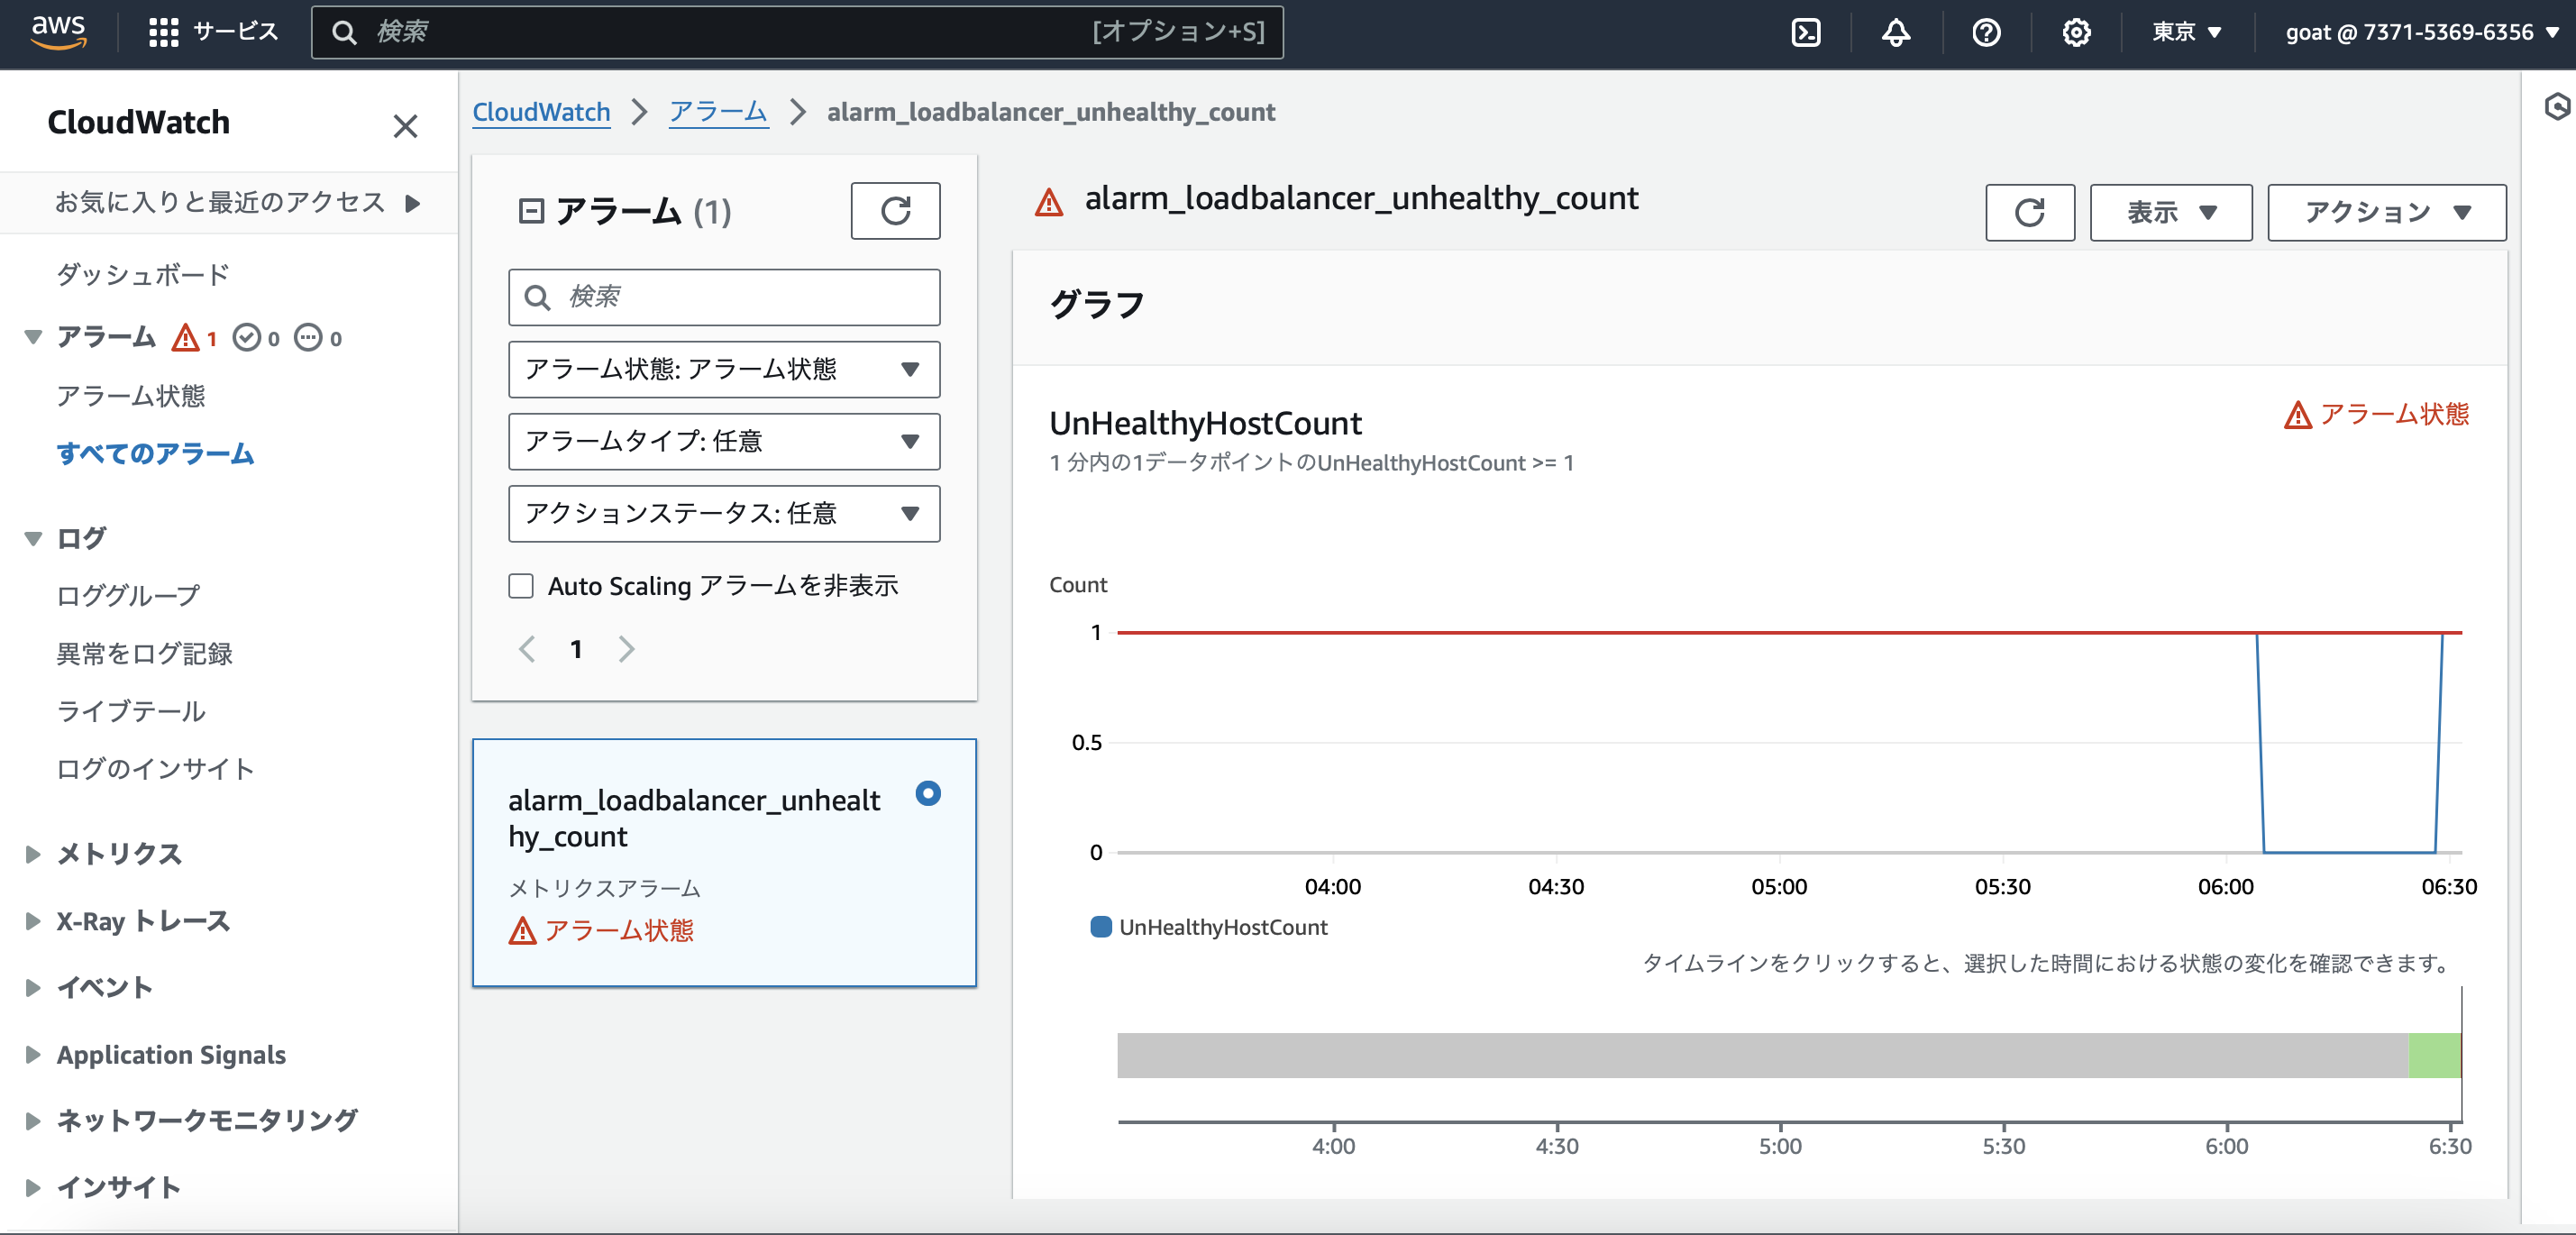 aws
サービス
検索
[オプション+S]
東京
goat @ 7371-5369-6356
CloudWatch
お気に入りと最近のアクセス
ダッシュボード
アラーム 1 0 0
アラーム状態
すべてのアラーム
ログ
ロググループ
異常をログ記録
ライブテール
ログのインサイト
メトリクス
X-Ray トレース
イベント
Application Signals
ネットワークモニタリング
インサイト
CloudWatch
アラーム
alarm_loadbalancer_unhealthy_count
アラーム (1)
検索
アラーム状態: アラーム状態
アラームタイプ: 任意
アクションステータス: 任意
Auto Scaling アラームを非表示
1
alarm_loadbalancer_unhealt
hy_count
メトリクスアラーム
アラーム状態
alarm_loadbalancer_unhealthy_count
表示
アクション
グラフ
UnHealthyHostCount
アラーム状態
1 分内の1データポイントのUnHealthyHostCount >= 1
Count
1
0.5
0
04:00 04:30 05:00 05:30 06:00 06:30
UnHealthyHostCount
タイムラインをクリックすると、選択した時間における状態の変化を確認できます。
4:00 4:30 5:00 5:30 6:00 6:30